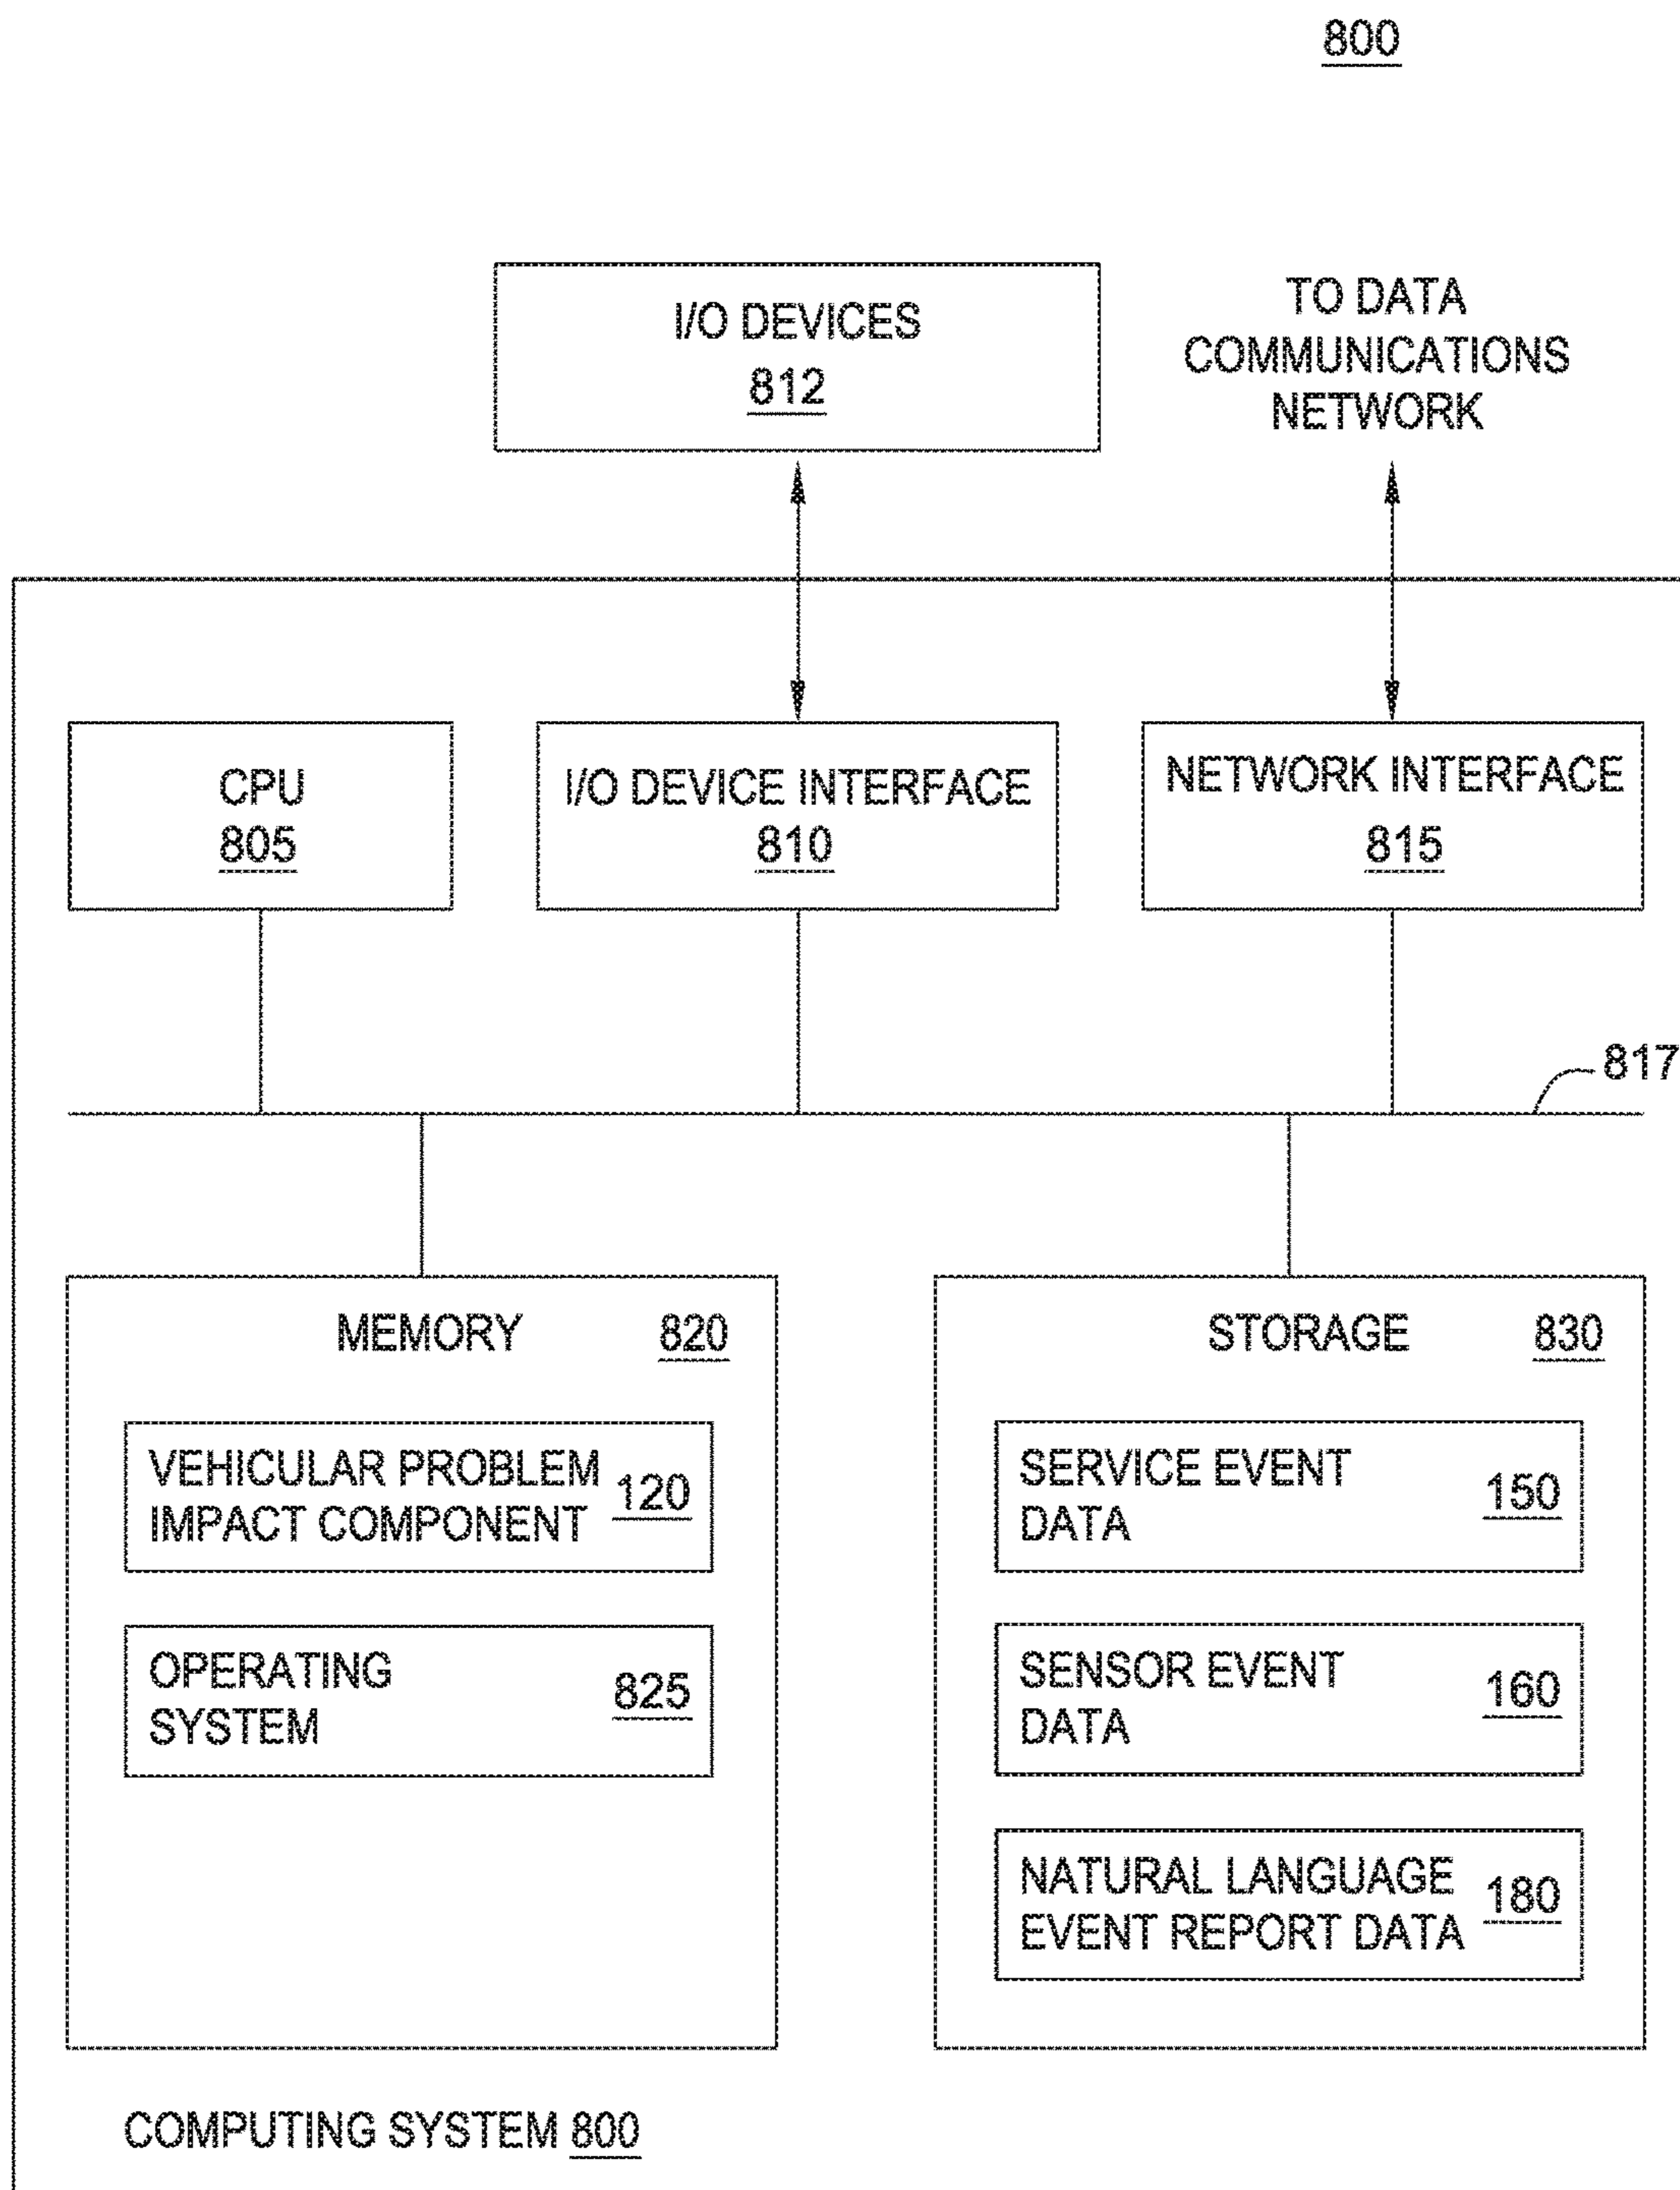 800
I/O DEVICES
812
TO DATA
COMMUNICATIONS
NETWORK
CPU
805
I/O DEVICE INTERFACE
810
NETWORK INTERFACE
815
817
MEMORY 820
VEHICULAR PROBLEM
IMPACT COMPONENT 120
OPERATING
SYSTEM 825
STORAGE 830
SERVICE EVENT
DATA 150
SENSOR EVENT
DATA 160
NATURAL LANGUAGE
EVENT REPORT DATA 180
COMPUTING SYSTEM 800